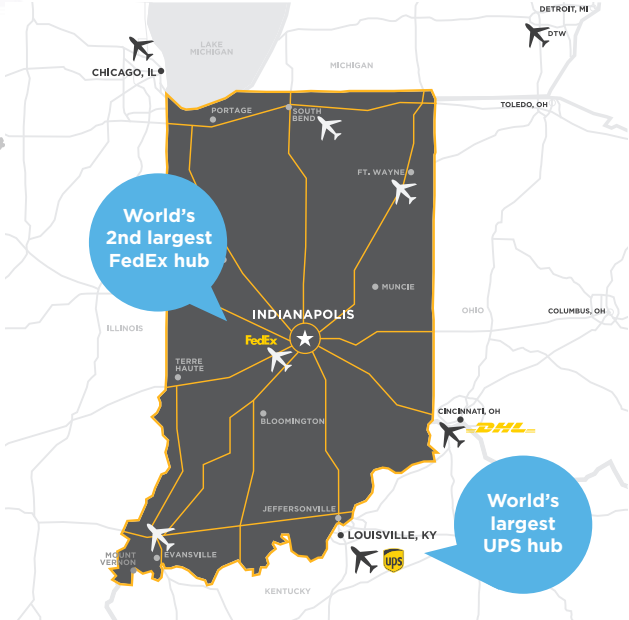 DETROIT, MI
DTW
LAKE
MICHIGAN
MICHIGAN
CHICAGO, IL
TOLEDO, OH
PORTAGE
SOUTH
BEND
FT. WAYNE
World's
2nd largest
FedEx hub
MUNCIE
INDIANAPOLIS
OHIO
COLUMBUS, OH
ILLINOIS
FedEx
TERRE
HAUTE
CINCINNATI, OH
DHL
BLOOMINGTON
World's
largest
UPS hub
JEFFERSONVILLE
LOUISVILLE, KY
ups
MOUNT
VERNON
EVANSVILLE
KENTUCKY